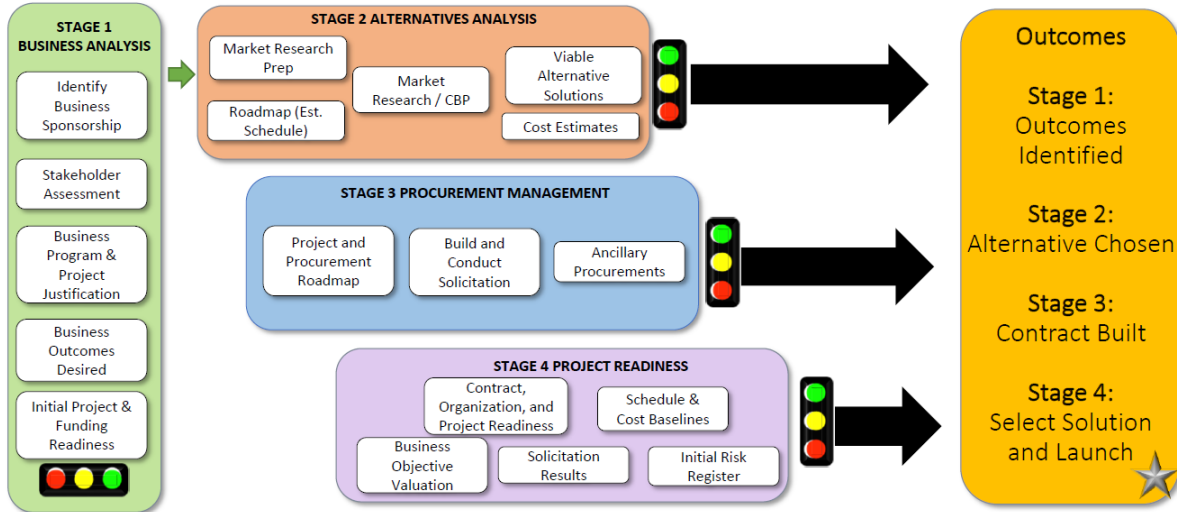 STAGE 1
BUSINESS ANALYSIS
Identify
Business
Sponsorship
Stakeholder
Assessment
Business
Program &
Project
Justification
Business
Outcomes
Desired
Initial Project &
Funding
Readiness
STAGE 2 ALTERNATIVES ANALYSIS
Market Research
Prep
Roadmap (Est.
Schedule)
Market
Research / CBP
Viable
Alternative
Solutions
Cost Estimates
STAGE 3 PROCUREMENT MANAGEMENT
Project and
Procurement
Roadmap
Build and
Conduct
Solicitation
Ancillary
Procurements
STAGE 4 PROJECT READINESS
Contract,
Organization, and
Project Readiness
Schedule &
Cost Baselines
Business
Objective
Valuation
Solicitation
Results
Initial Risk
Register
Outcomes
Stage 1:
Outcomes
Identified
Stage 2:
Alternative Chosen
Stage 3:
Contract Built
Stage 4:
Select Solution
and Launch